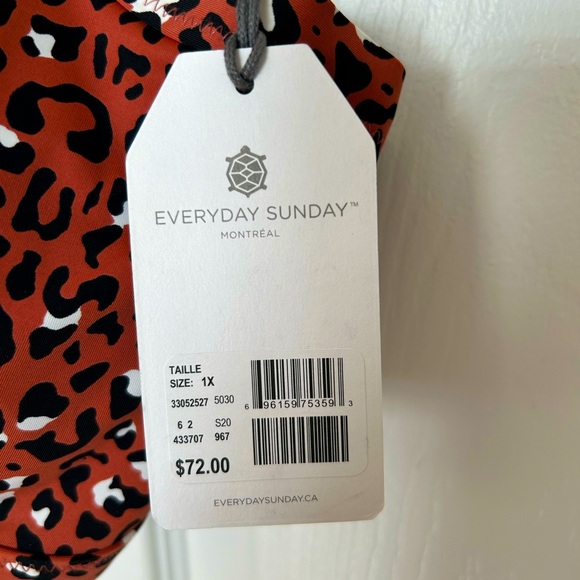 EVERYDAY SUNDAY™
MONTRÉAL
TAILLE
SIZE: 1X
33052527 5030
6 96159 75359 3
6 2 S20
433707 967
$72.00
EVERYDAYSUNDAY.CA